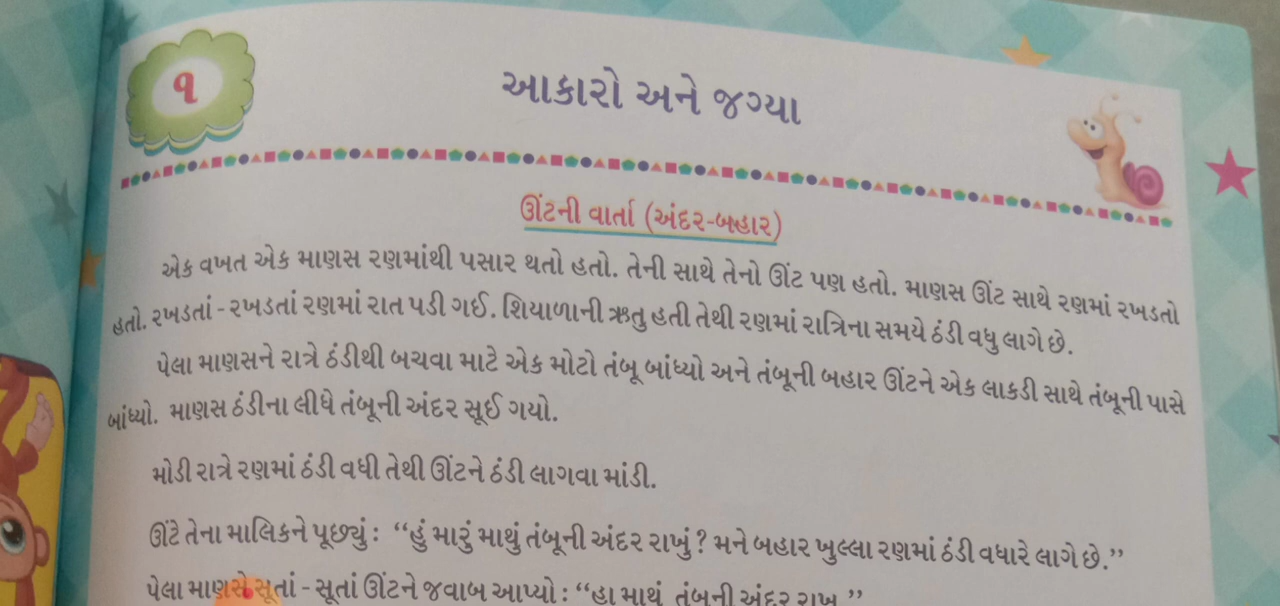 ૧
આકારો અને જગ્યા
ઊંટની વાર્તા (અંદર-બહાર)
એક વખત એક માણસ રણમાંથી પસાર થતો હતો. તેની સાથે તેનો ઊંટ પણ હતો. માણસ ઊંટ સાથે રણમાં રખડતો
હતો. રખડતાં - રખડતાં રણમાં રાત પડી ગઈ. શિયાળાની ઋતુ હતી તેથી રણમાં રાત્રિના સમયે ઠંડી વધુ લાગે છે.
પેલા માણસને રાત્રે ઠંડીથી બચવા માટે એક મોટો તંબૂ બાંધ્યો અને તંબૂની બહાર ઊંટને એક લાકડી સાથે તંબૂની પાસે
બાંધ્યો. માણસ ઠંડીના લીધે તંબૂની અંદર સૂઈ ગયો.
મોડી રાત્રે રણમાં ઠંડી વધી તેથી ઊંટને ઠંડી લાગવા માંડી.
ઊંટે તેના માલિકને પૂછ્યું : “હું મારું માથું તંબૂની અંદર રાખું ? મને બહાર ખુલ્લા રણમાં ઠંડી વધારે લાગે છે.”
પેલા માણસે સૂતાં - સૂતાં ઊંટને જવાબ આપ્યો : “હા માથું તંબૂની અંદર રાખ ”